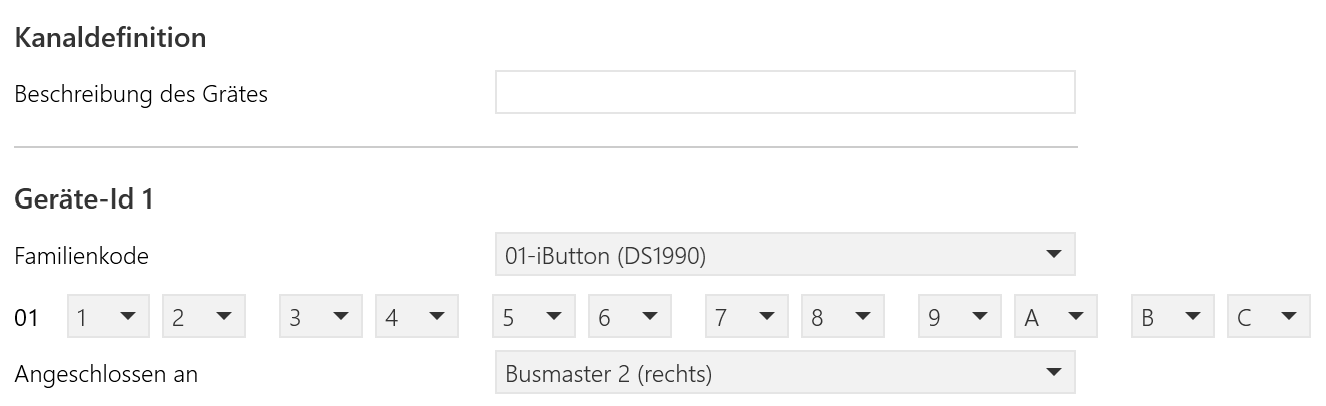 Kanaldefinition
Beschreibung des Grätes
Geräte-Id 1
Familienkode 01-iButton (DS1990)
01 1 2 3 4 5 6 7 8 9 A B C
Angeschlossen an Busmaster 2 (rechts)